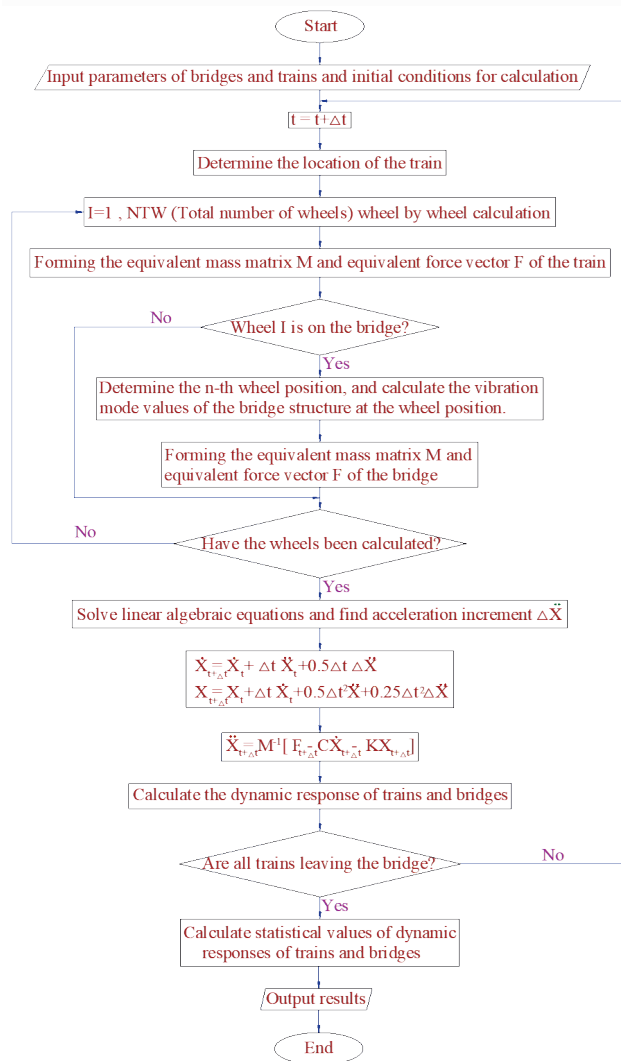 Start
Input parameters of bridges and trains and initial conditions for calculation
t = t+△t
Determine the location of the train
I=1 , NTW (Total number of wheels) wheel by wheel calculation
Forming the equivalent mass matrix M and equivalent force vector F of the train
No
Wheel I is on the bridge?
Yes
Determine the n-th wheel position, and calculate the vibration
mode values of the bridge structure at the wheel position.
Forming the equivalent mass matrix M and
equivalent force vector F of the bridge
No
Have the wheels been calculated?
Yes
Solve linear algebraic equations and find acceleration increment △Ẍ
Ẋt+△t=Ẋt+ △t Ẍt+0.5△t △Ẍ
Xt+△t=Xt+△t Ẋt+0.5△t²Ẍ+0.25△t²△Ẍ
Ẍt+△t=M⁻¹[ Ft+△t-CẊt+△t- KXt+△t]
Calculate the dynamic response of trains and bridges
Are all trains leaving the bridge?
No
Yes
Calculate statistical values of dynamic
responses of trains and bridges
Output results
End